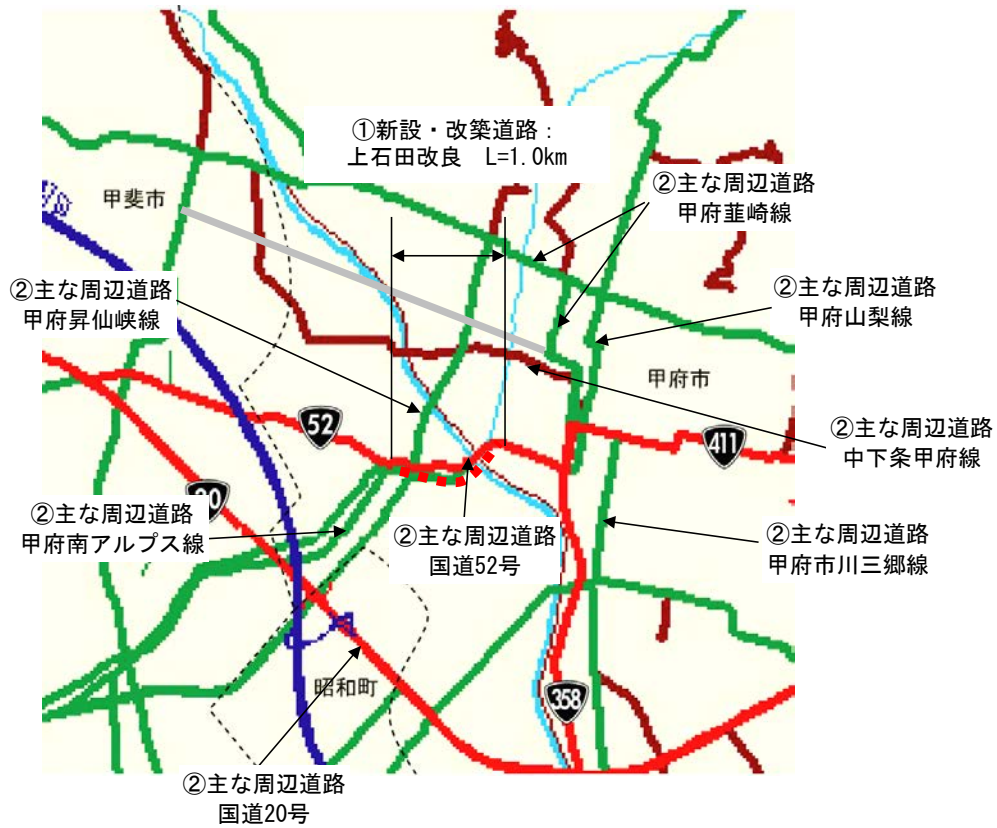 ①新設・改築道路：
上石田改良　L=1.0km
②主な周辺道路
甲府韮崎線
甲斐市
②主な周辺道路
甲府昇仙峡線
②主な周辺道路
甲府山梨線
甲府市
52
411
②主な周辺道路
中下条甲府線
20
②主な周辺道路
甲府南アルプス線
②主な周辺道路
国道52号
②主な周辺道路
甲府市川三郷線
昭和町
358
②主な周辺道路
国道20号